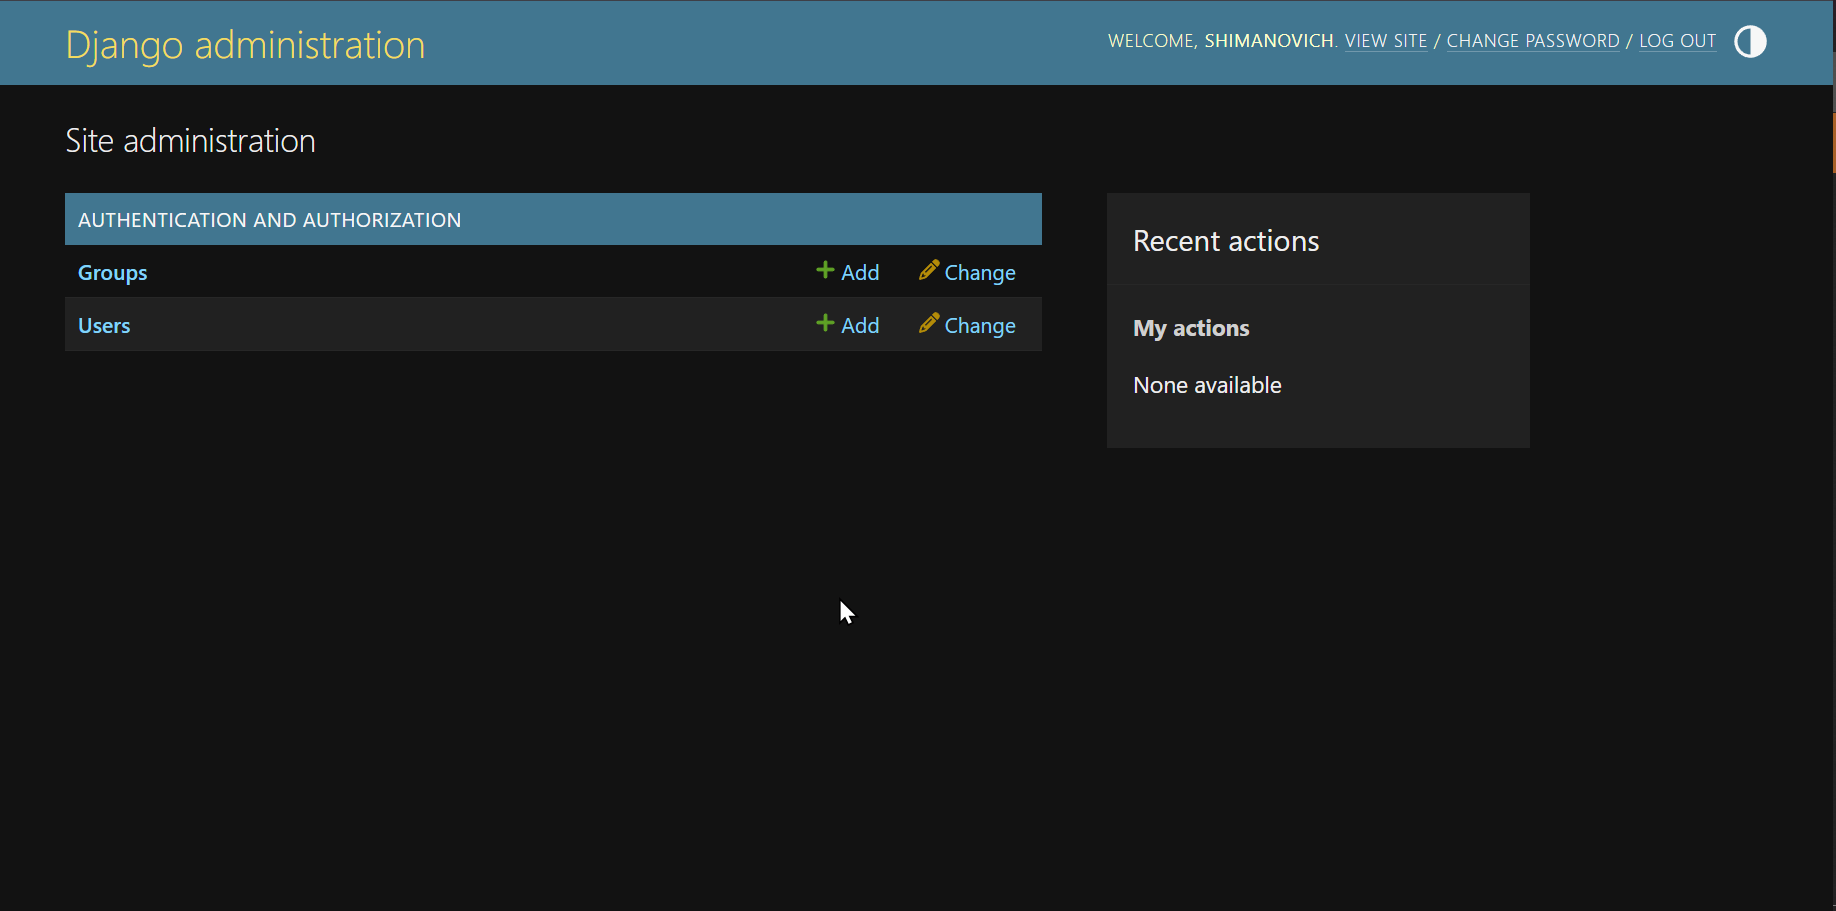 Django administration
WELCOME, SHIMANOVICH. VIEW SITE / CHANGE PASSWORD / LOG OUT
Site administration
AUTHENTICATION AND AUTHORIZATION
Groups Add Change
Users Add Change
Recent actions
My actions
None available